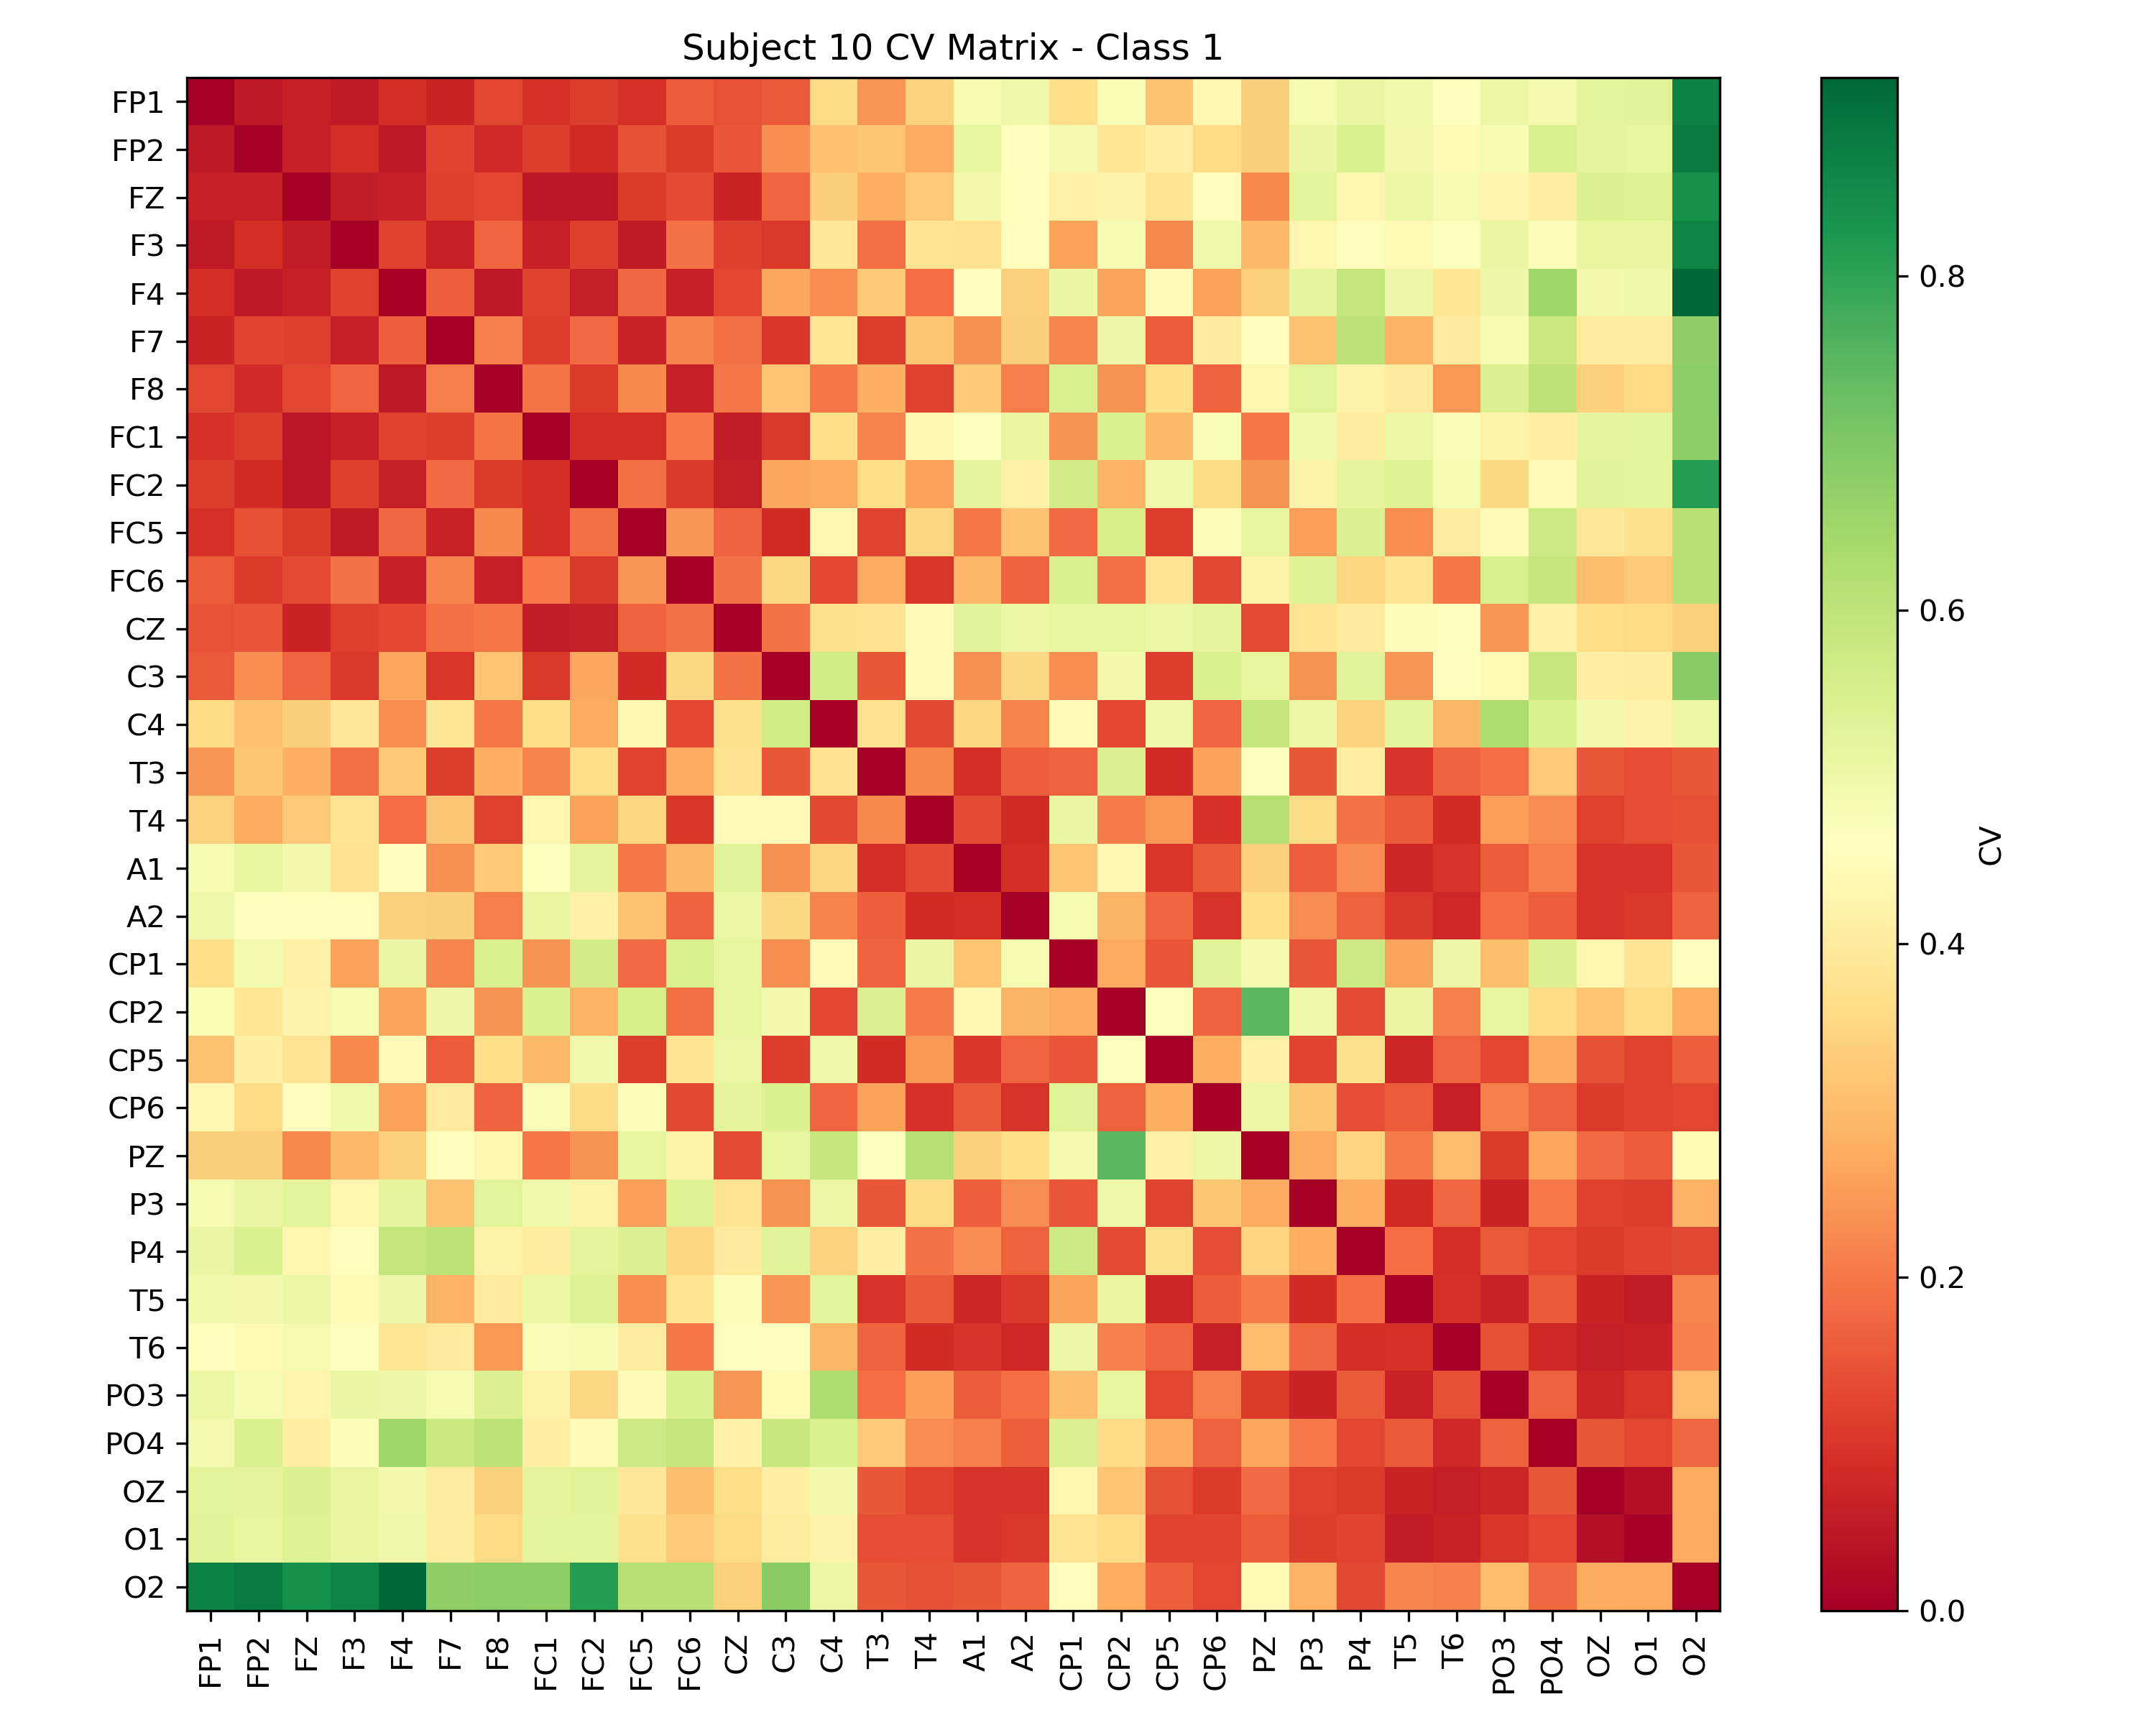 Subject 10 CV Matrix - Class 1
FP1
FP2
FZ
F3
F4
F7
F8
FC1
FC2
FC5
FC6
CZ
C3
C4
T3
T4
A1
A2
CP1
CP2
CP5
CP6
PZ
P3
P4
T5
T6
PO3
PO4
OZ
O1
O2
FP1 FP2 FZ F3 F4 F7 F8 FC1 FC2 FC5 FC6 CZ C3 C4 T3 T4 A1 A2 CP1 CP2 CP5 CP6 PZ P3 P4 T5 T6 PO3 PO4 OZ O1 O2
0.8
0.6
0.4
0.2
0.0
CV